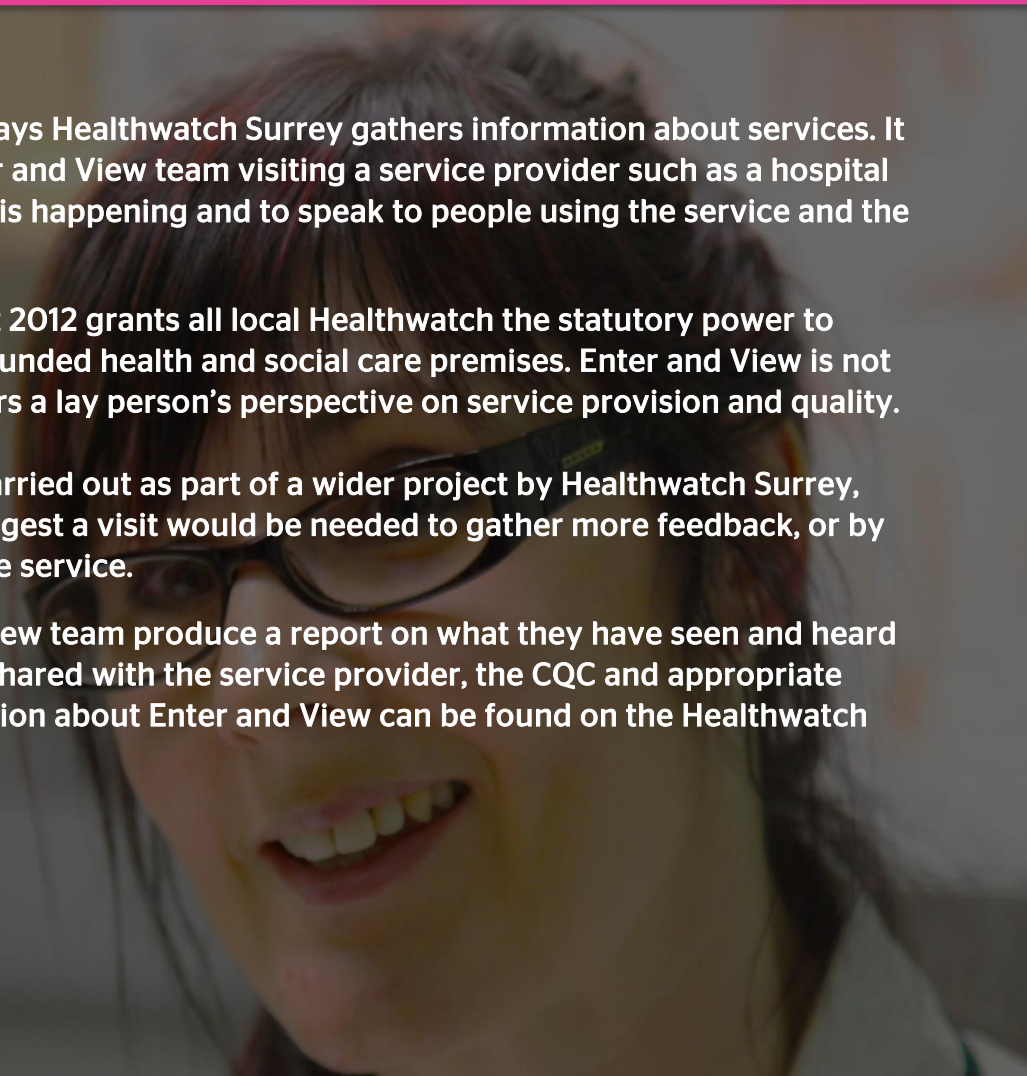 ays Healthwatch Surrey gathers information about services. It
r and View team visiting a service provider such as a hospital
is happening and to speak to people using the service and the
t 2012 grants all local Healthwatch the statutory power to
unded health and social care premises. Enter and View is not
rs a lay person’s perspective on service provision and quality.
arried out as part of a wider project by Healthwatch Surrey,
gest a visit would be needed to gather more feedback, or by
e service.
iew team produce a report on what they have seen and heard
hared with the service provider, the CQC and appropriate
tion about Enter and View can be found on the Healthwatch